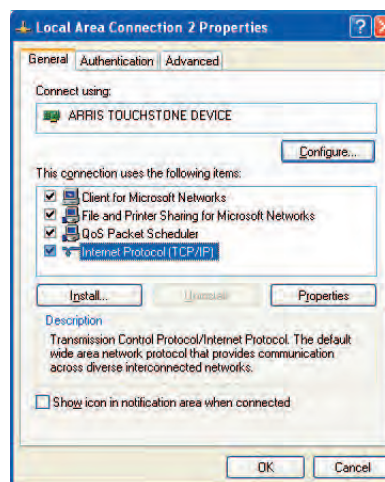 Local Area Connection 2 Properties
General Authentication Advanced
Connect using:
ARRIS TOUCHSTONE DEVICE
Configure...
This connection uses the following items:
Client for Microsoft Networks
File and Printer Sharing for Microsoft Networks
QoS Packet Scheduler
Internet Protocol (TCP/IP)
Install... Uninstall Properties
Description
Transmission Control Protocol/Internet Protocol. The default
wide area network protocol that provides communication
across diverse interconnected networks.
Show icon in notification area when connected
OK Cancel